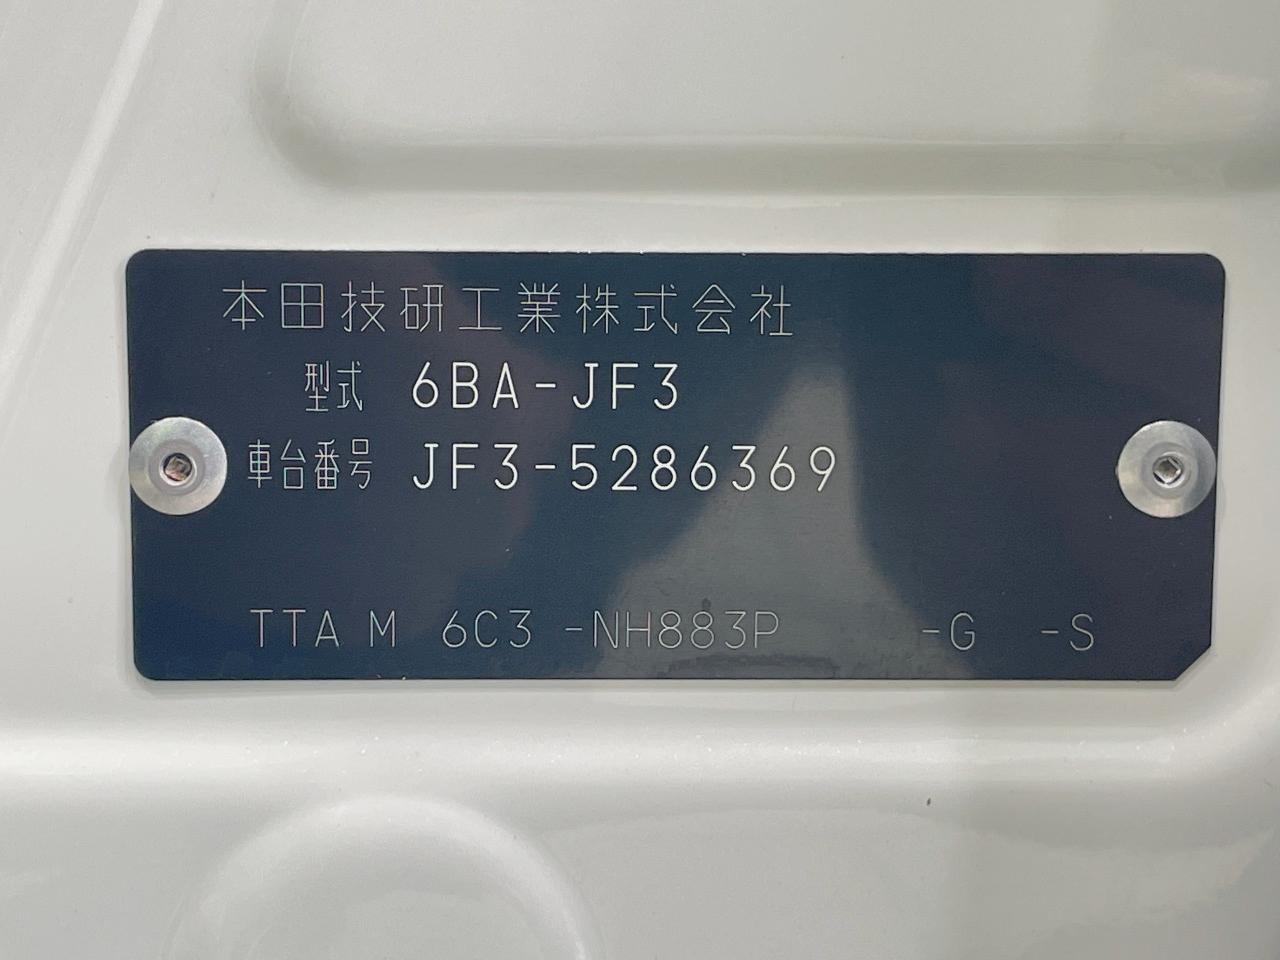 本田技研工業株式会社
型式 6BA-JF3
車台番号 JF3-5286369
TTA M 6C3 -NH883P -G -S